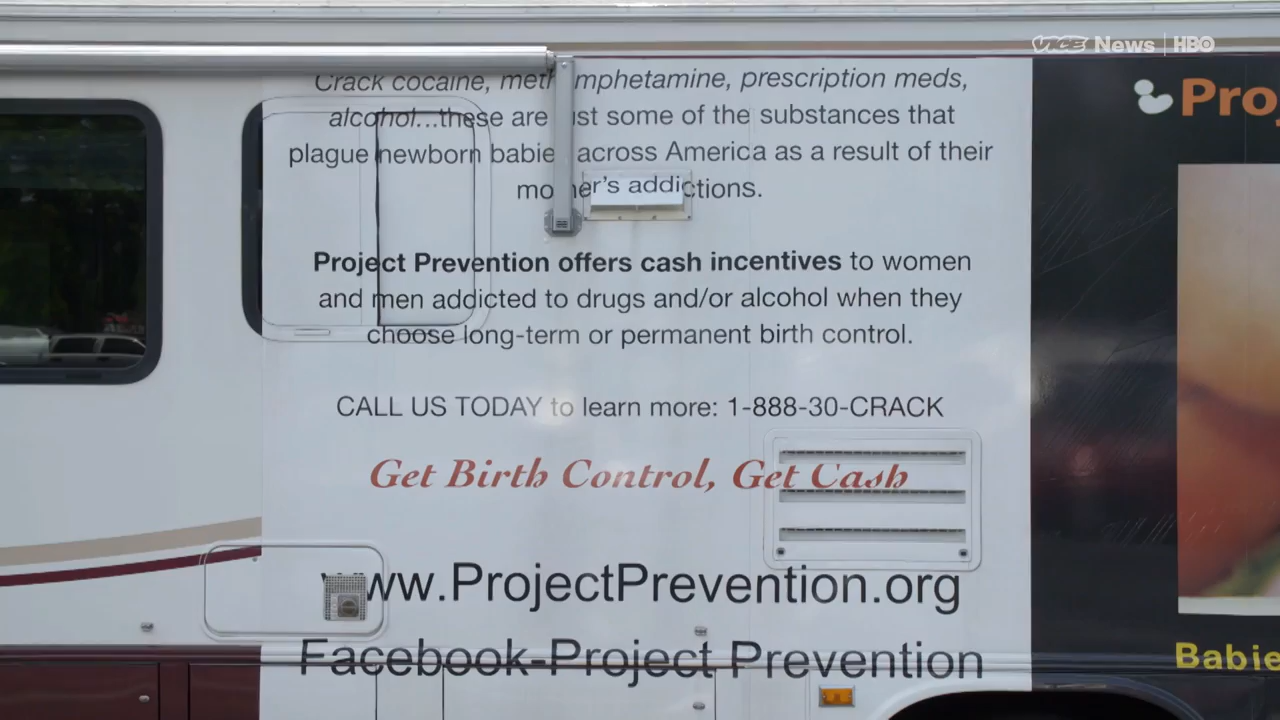 VICE News | HBO
Crack cocaine, methamphetamine, prescription meds,
alcohol...these are just some of the substances that
plague newborn babies across America as a result of their
mother's addictions.
Project Prevention offers cash incentives to women
and men addicted to drugs and/or alcohol when they
choose long-term or permanent birth control.
CALL US TODAY to learn more: 1-888-30-CRACK
Get Birth Control, Get Cash
www.ProjectPrevention.org
Facebook-Project Prevention
Pro
Babie